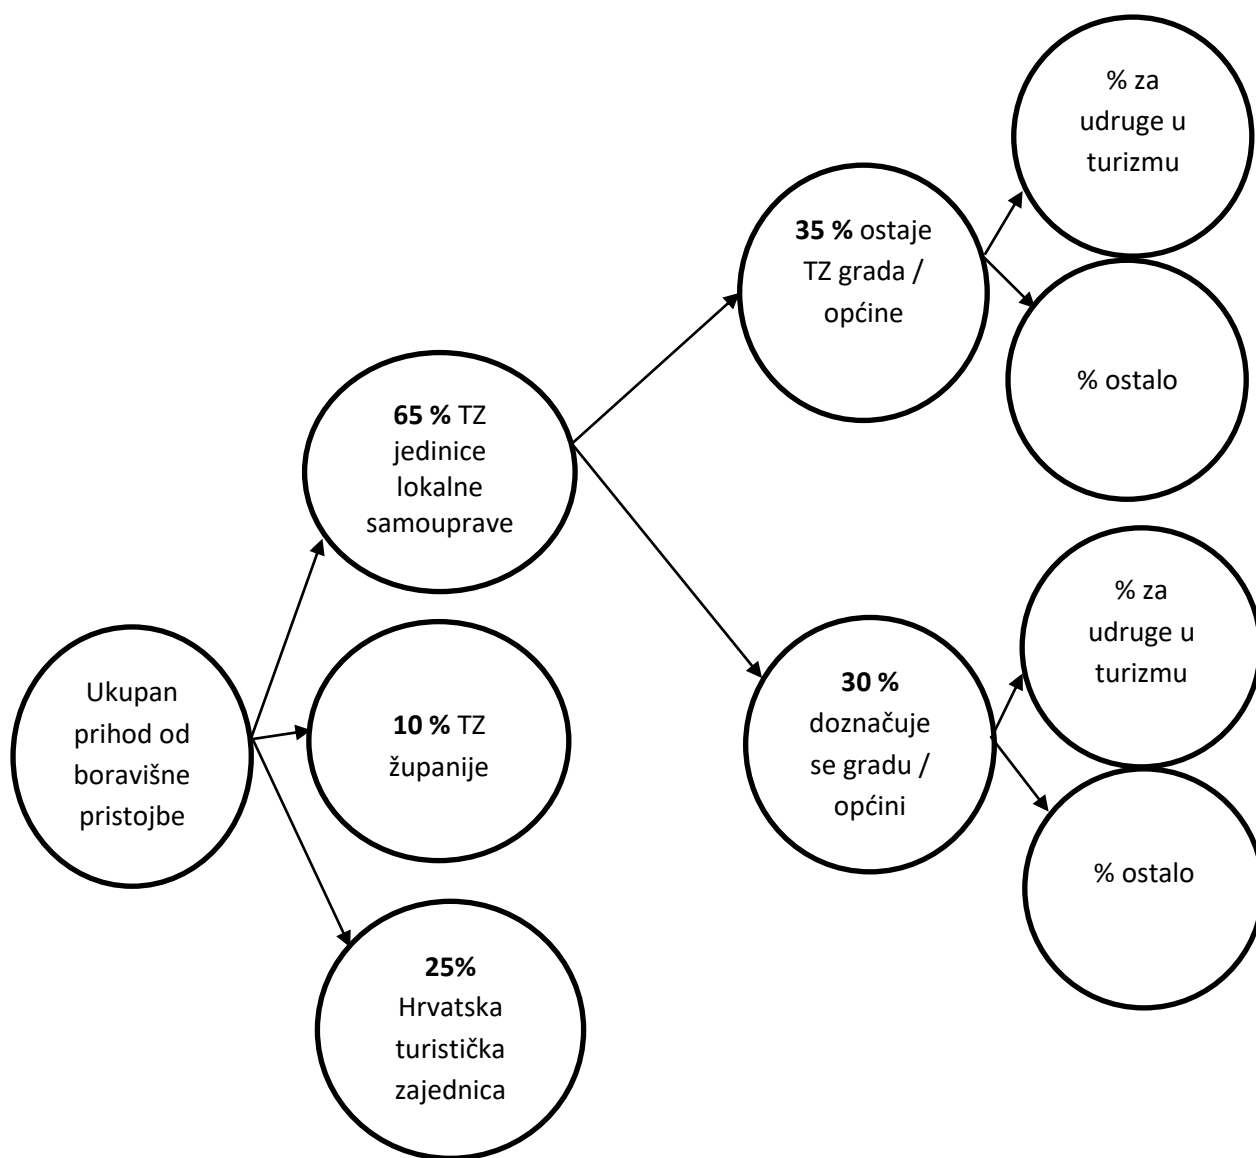 Ukupan
prihod od
boravišne
pristojbe
65 % TZ
jedinice
lokalne
samouprave
10 % TZ
županije
25%
Hrvatska
turistička
zajednica
35 % ostaje
TZ grada /
općine
30 %
doznačuje
se gradu /
općini
% za
udruge u
turizmu
% ostalo
% za
udruge u
turizmu
% ostalo